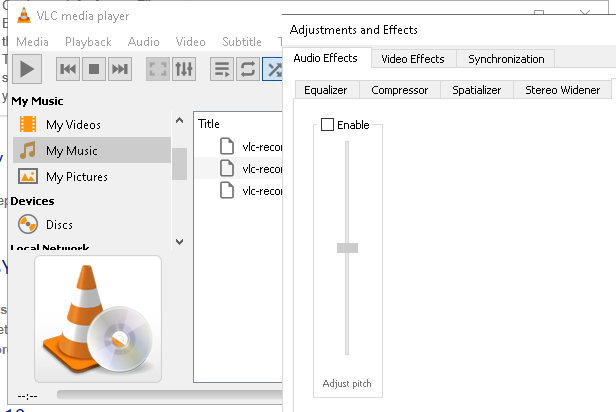 VLC media player
Media Playback Audio Video Subtitle
My Music
My Videos
My Music
My Pictures
Devices
Discs
Local Network
Title
vlc-recor
vlc-recor
vlc-recor
--:--
Adjustments and Effects
Audio Effects Video Effects Synchronization
Equalizer Compressor Spatializer Stereo Widener
Enable
Adjust pitch